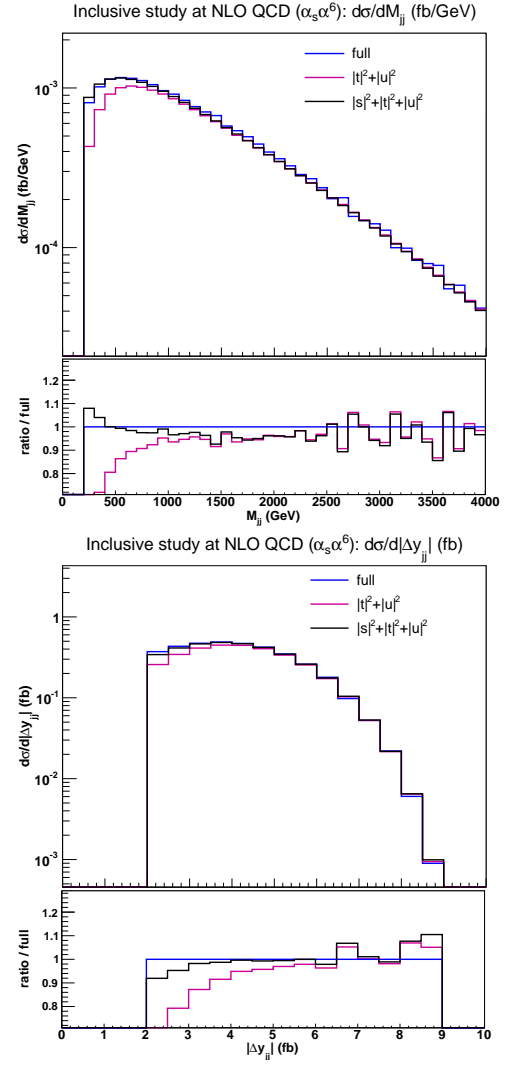 Inclusive study at NLO QCD (αₛα⁶): dσ/dMⱼⱼ (fb/GeV)
dσ/dMⱼⱼ (fb/GeV)
full
|t|²+|u|²
|s|²+|t|²+|u|²
10⁻³
10⁻⁴
ratio / full
1.2
1.1
1
0.9
0.8
0 500 1000 1500 2000 2500 3000 3500 4000
Mⱼⱼ (GeV)
Inclusive study at NLO QCD (αₛα⁶): dσ/d|Δyⱼⱼ| (fb)
dσ/d|Δyⱼⱼ| (fb)
full
|t|²+|u|²
|s|²+|t|²+|u|²
1
10⁻¹
10⁻²
10⁻³
ratio / full
1.2
1.1
1
0.9
0.8
0 1 2 3 4 5 6 7 8 9 10
|Δyⱼⱼ| (fb)